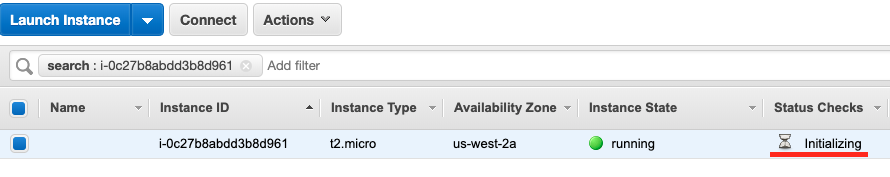 Launch Instance Connect Actions
search : i-0c27b8abdd3b8d961 Add filter
Name Instance ID Instance Type Availability Zone Instance State Status Checks
i-0c27b8abdd3b8d961 t2.micro us-west-2a running Initializing